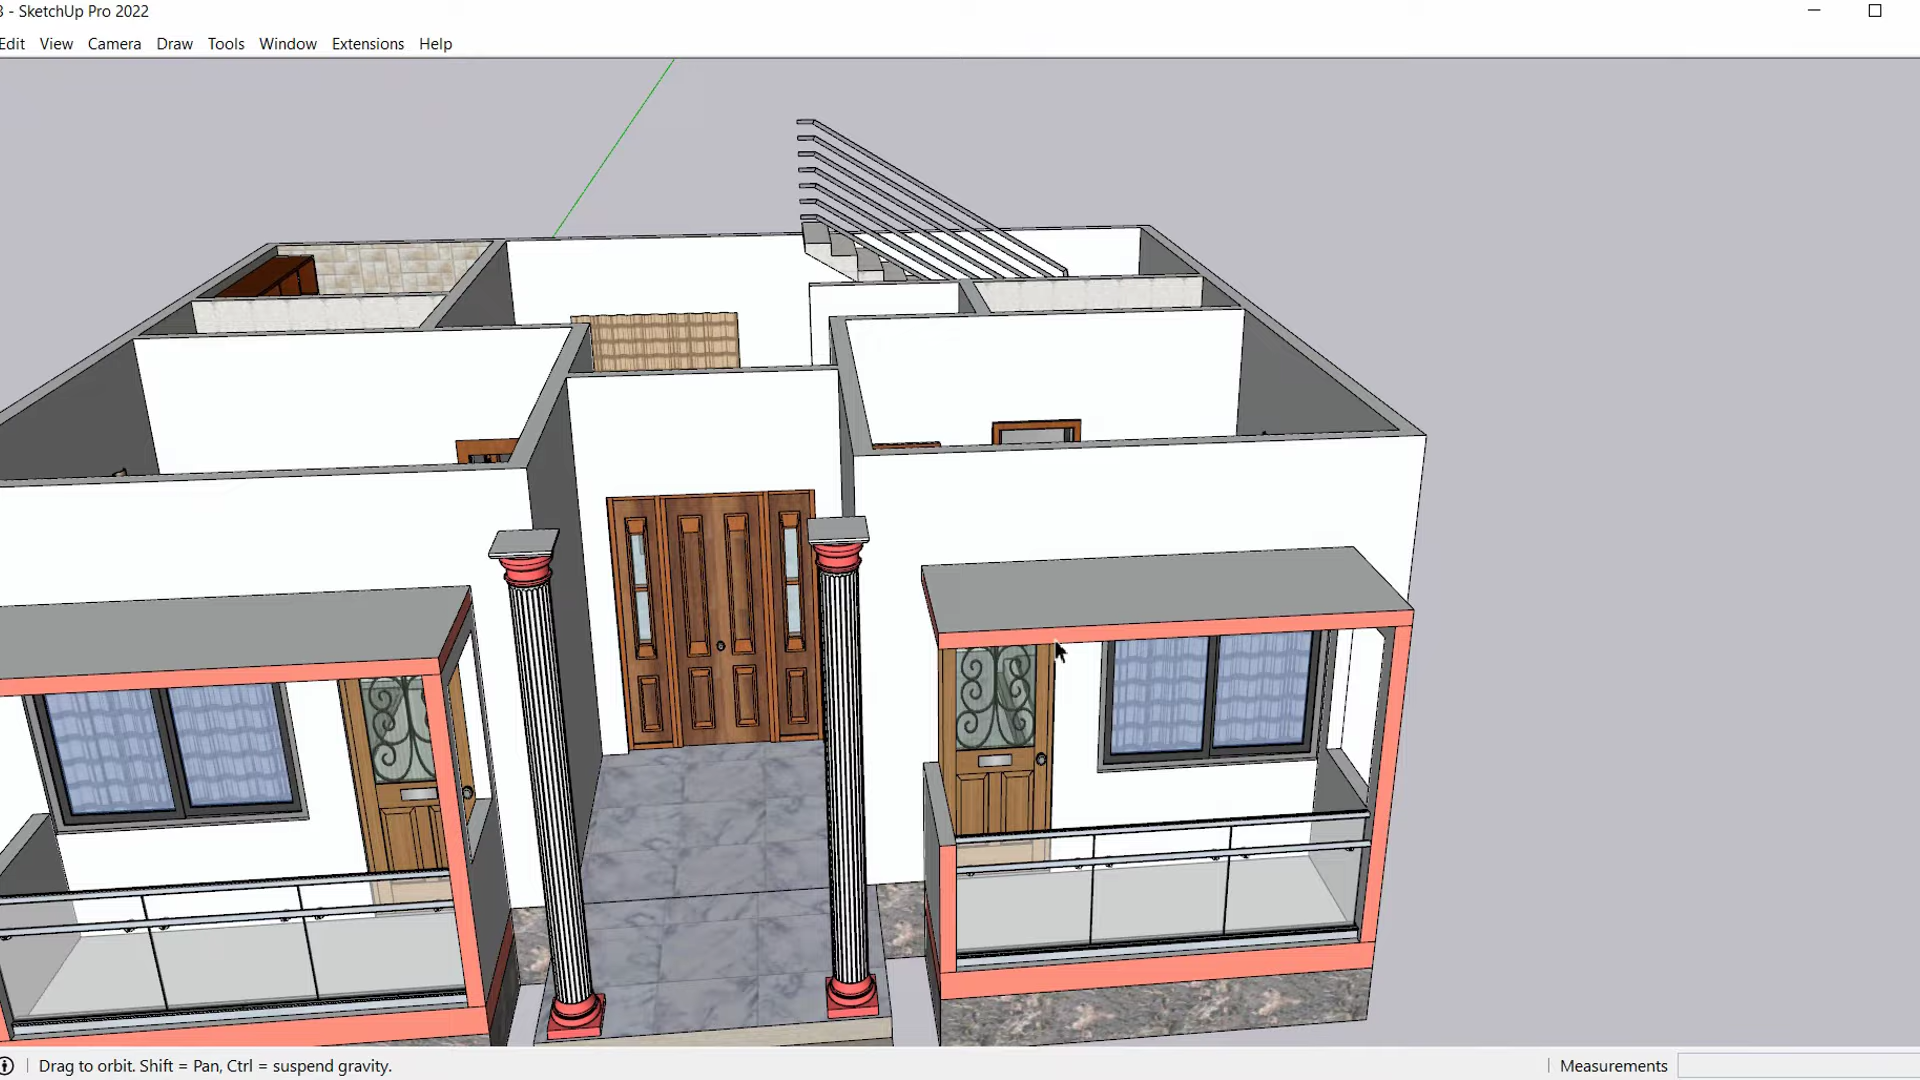 3 - SketchUp Pro 2022
Edit View Camera Draw Tools Window Extensions Help
Drag to orbit. Shift = Pan, Ctrl = suspend gravity.
Measurements